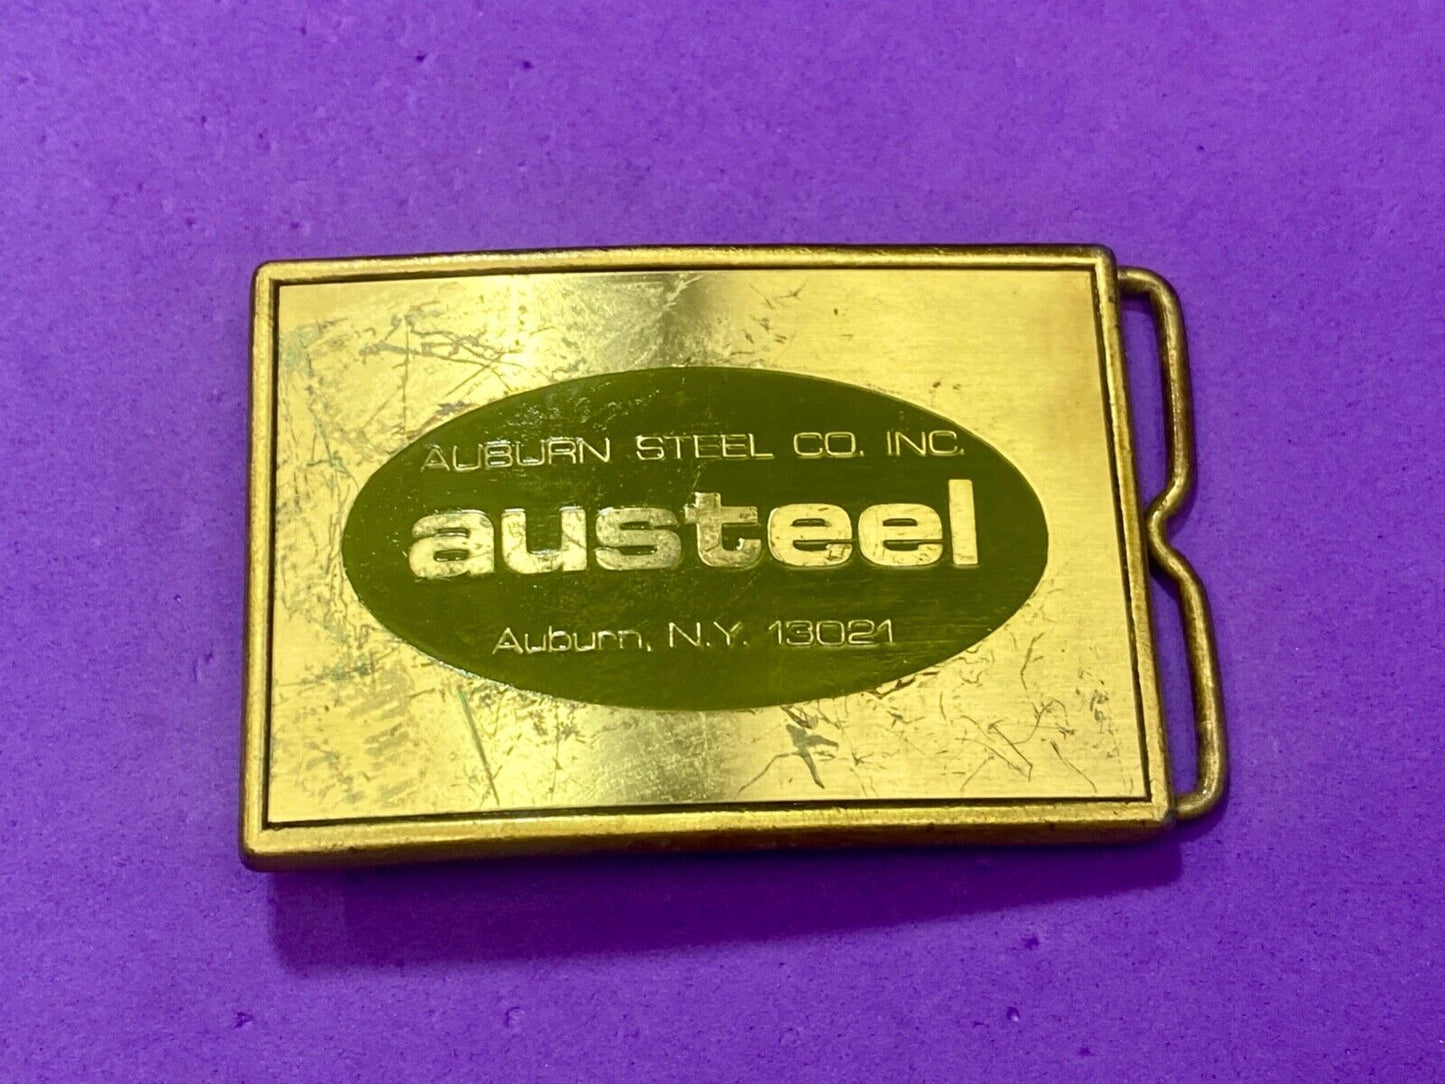 AUBURN STEEL CO. INC.
austeel
Auburn, N.Y. 13021